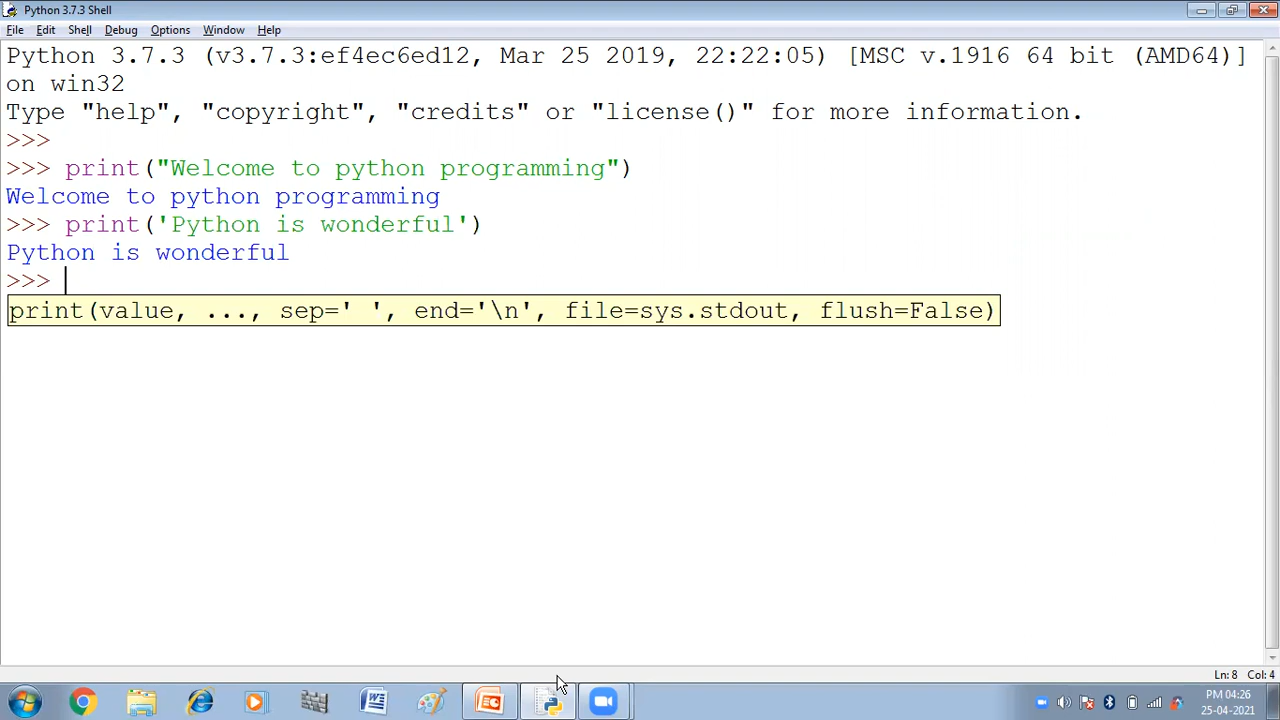 Python 3.7.3 Shell
File Edit Shell Debug Options Window Help
Python 3.7.3 (v3.7.3:ef4ec6ed12, Mar 25 2019, 22:22:05) [MSC v.1916 64 bit (AMD64)]
on win32
Type "help", "copyright", "credits" or "license()" for more information.
>>>
>>> print("Welcome to python programming")
Welcome to python programming
>>> print('Python is wonderful')
Python is wonderful
>>>
print(value, ..., sep=' ', end='\n', file=sys.stdout, flush=False)
Ln: 8 Col: 4
PM 04:26
25-04-2021